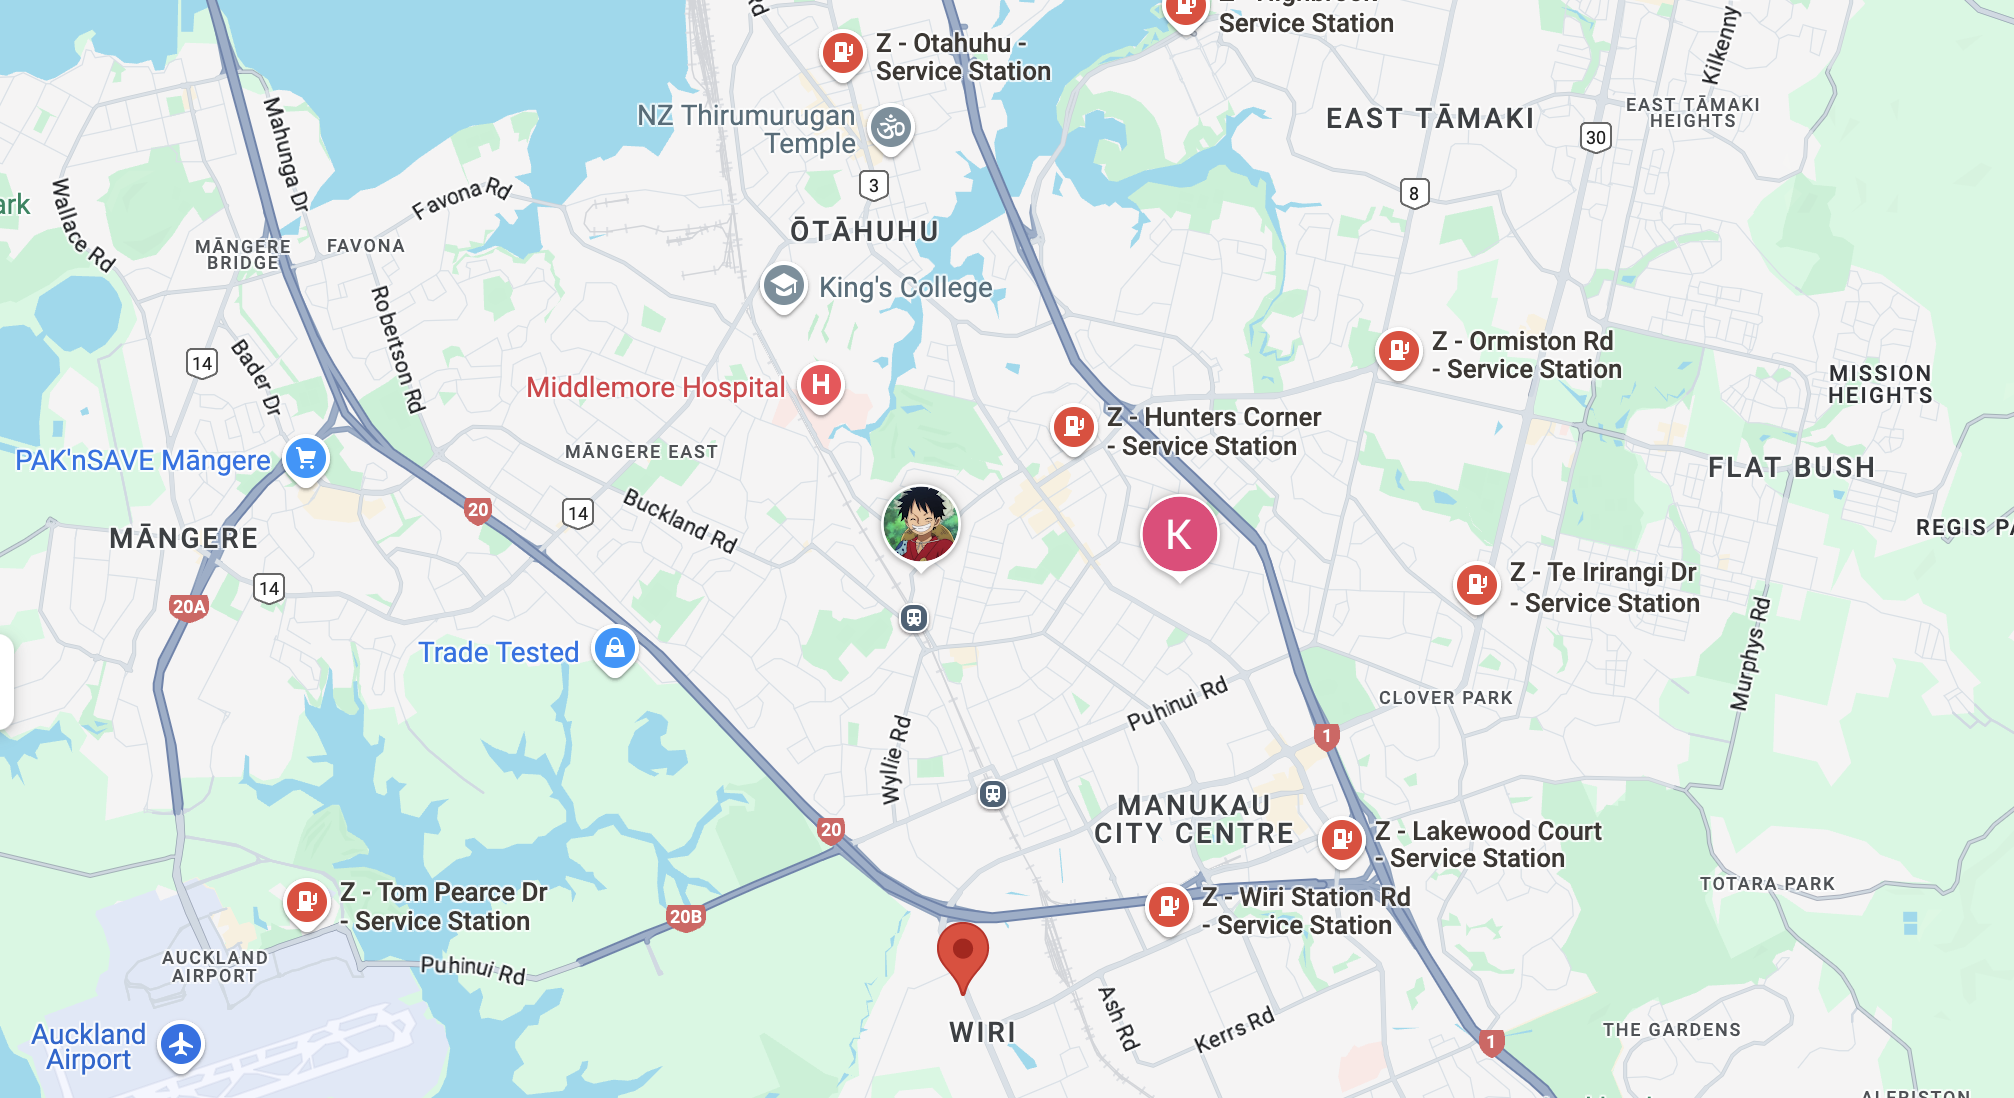 Service Station
Z - Otahuhu -
Service Station
Kilkenny
NZ Thirumurugan
Temple
EAST TĀMAKI
EAST TĀMAKI
HEIGHTS
30
Mahunga Dr
Wallace Rd
ark
Favona Rd
3
8
ŌTĀHUHU
MĀNGERE
BRIDGE
FAVONA
King's College
Robertson Rd
Bader Dr
14
Z - Ormiston Rd
- Service Station
MISSION
HEIGHTS
Middlemore Hospital
H
Z - Hunters Corner
- Service Station
PAK'nSAVE Māngere
MĀNGERE EAST
FLAT BUSH
20
14
Buckland Rd
MĀNGERE
K
REGIS PA
14
20A
Z - Te Irirangi Dr
- Service Station
Murphys Rd
Trade Tested
CLOVER PARK
Puhinui Rd
Wyllie Rd
1
MANUKAU
CITY CENTRE
20
Z - Lakewood Court
- Service Station
TOTARA PARK
Z - Tom Pearce Dr
- Service Station
20B
Z - Wiri Station Rd
- Service Station
AUCKLAND
AIRPORT
Puhinui Rd
Ash Rd
Kerrs Rd
WIRI
THE GARDENS
1
Auckland
Airport